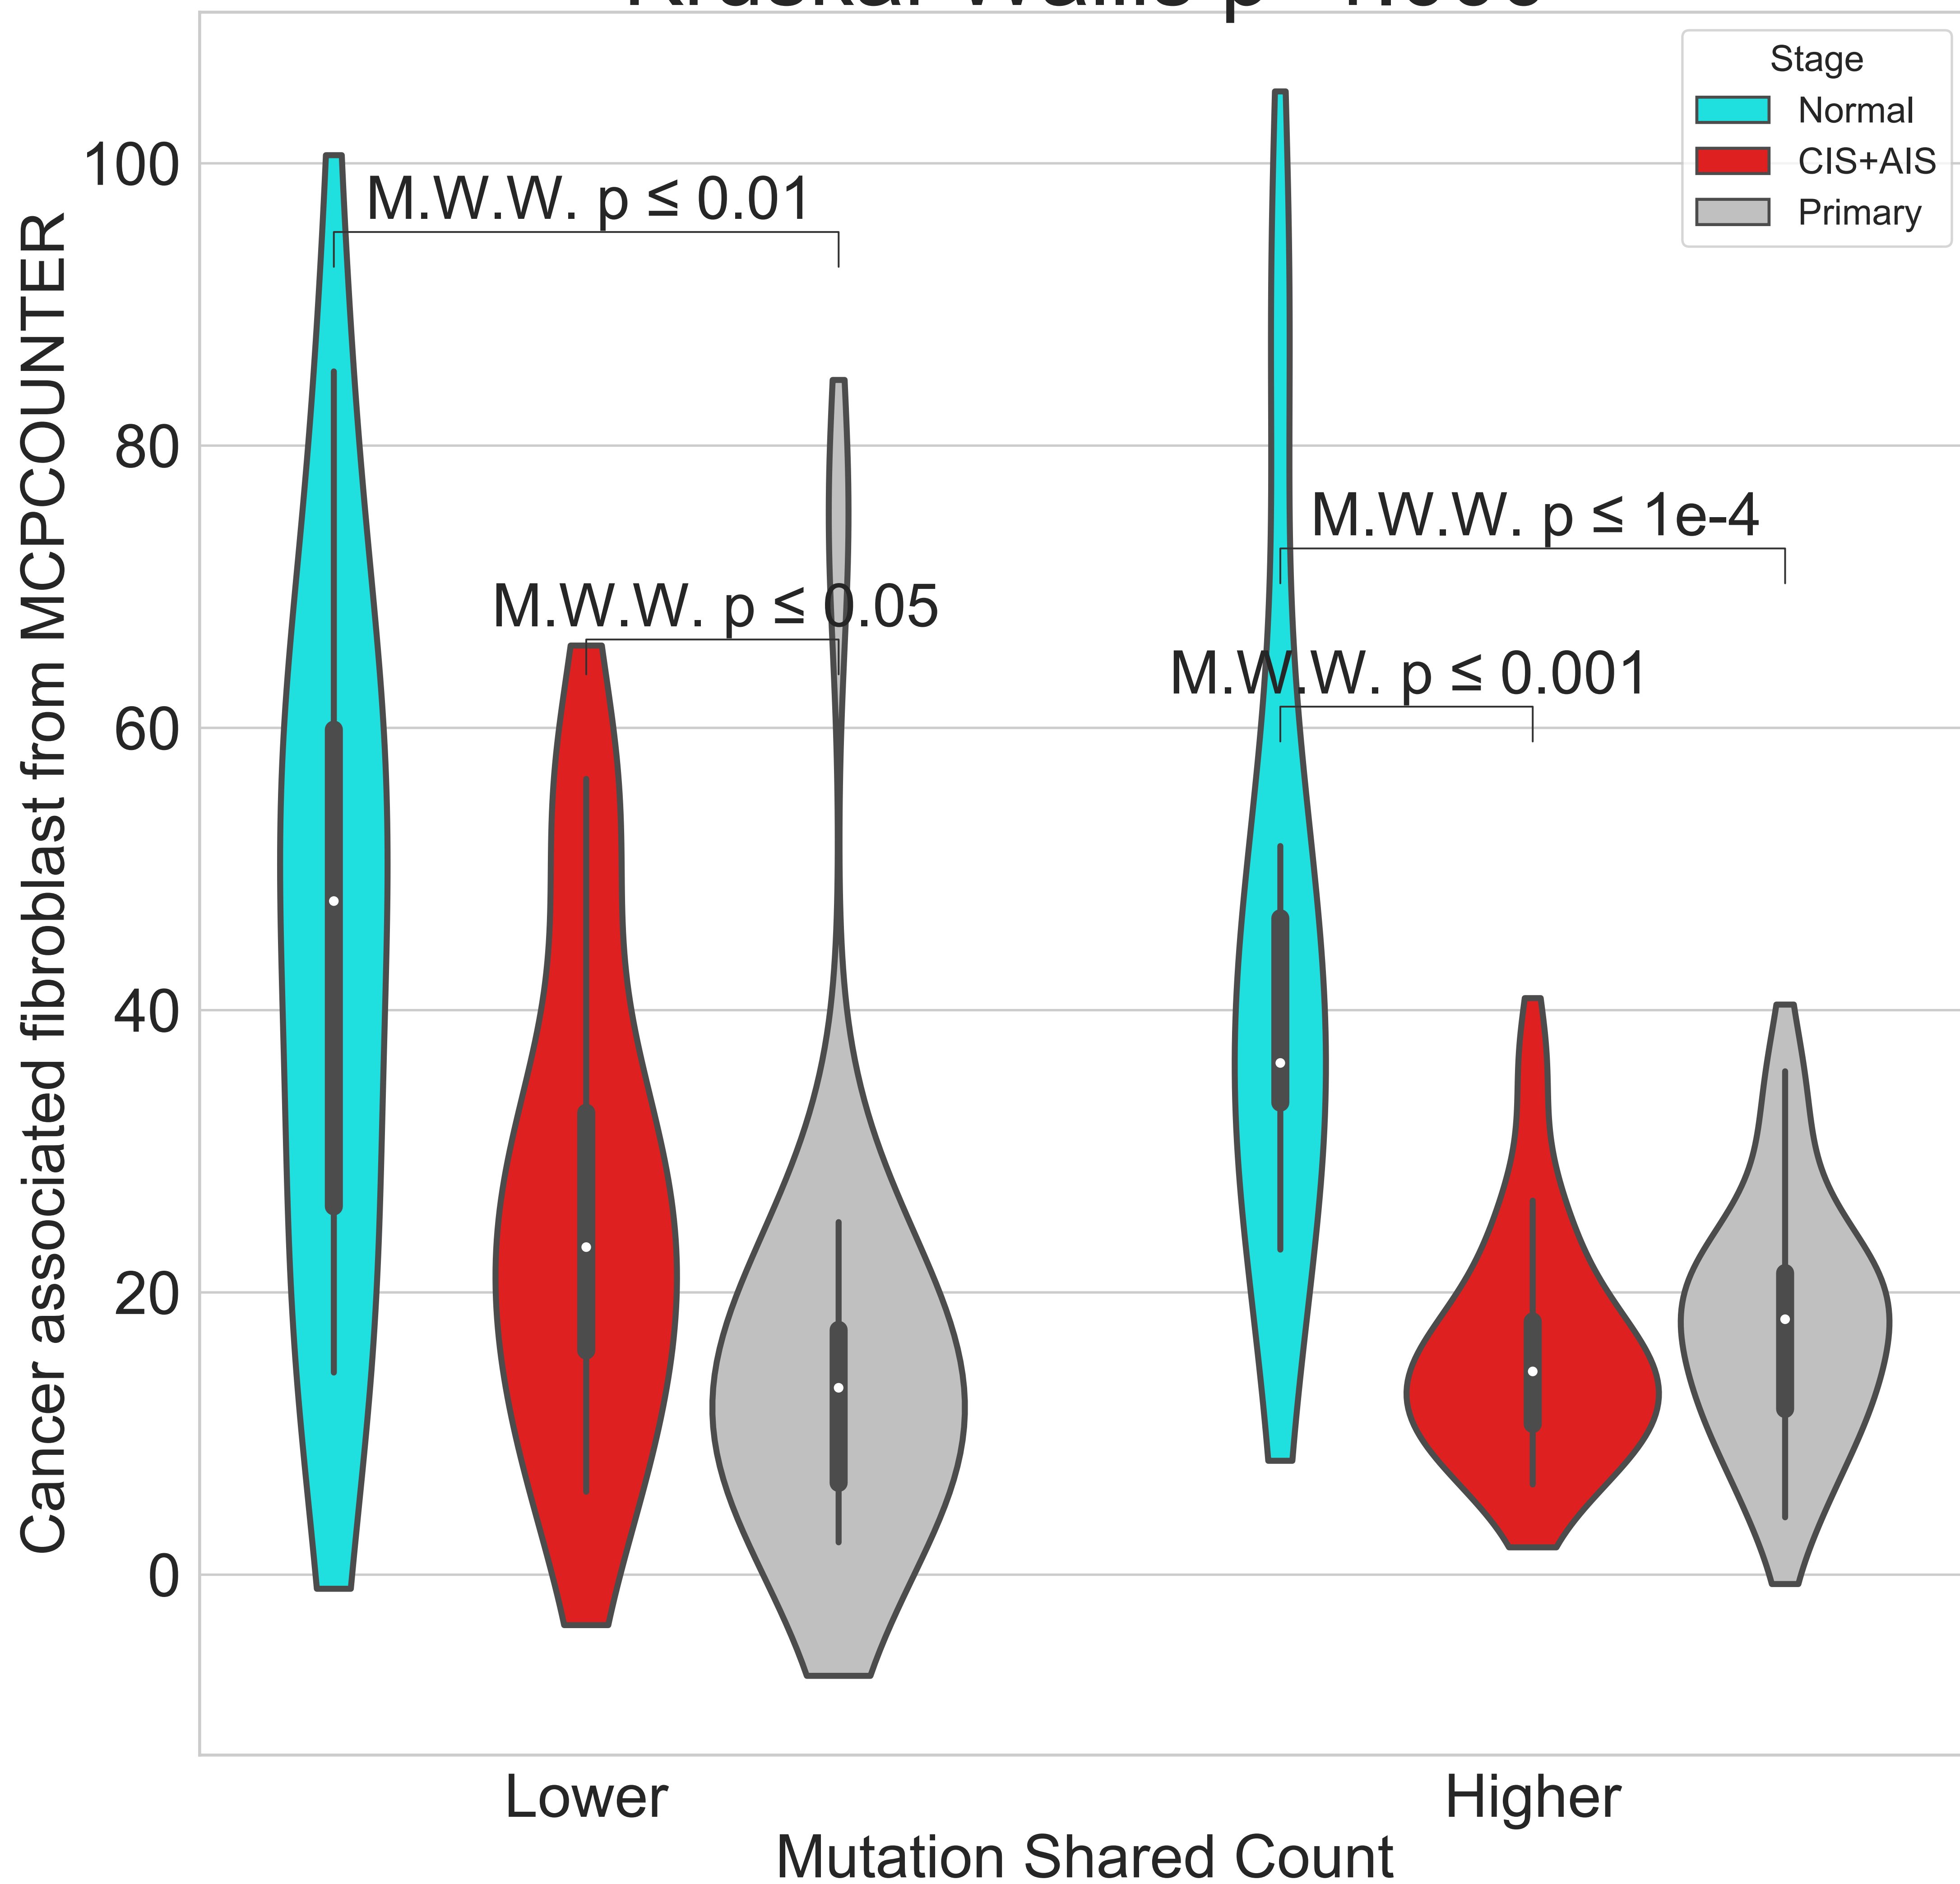 Stage
Normal
CIS+AIS
Primary
100
80
60
40
20
0
Cancer associated fibroblast from MCPCOUNTER
M.W.W. p ≤ 0.01
M.W.W. p ≤ 0.05
M.W.W. p ≤ 1e-4
M.W.W. p ≤ 0.001
Lower
Higher
Mutation Shared Count